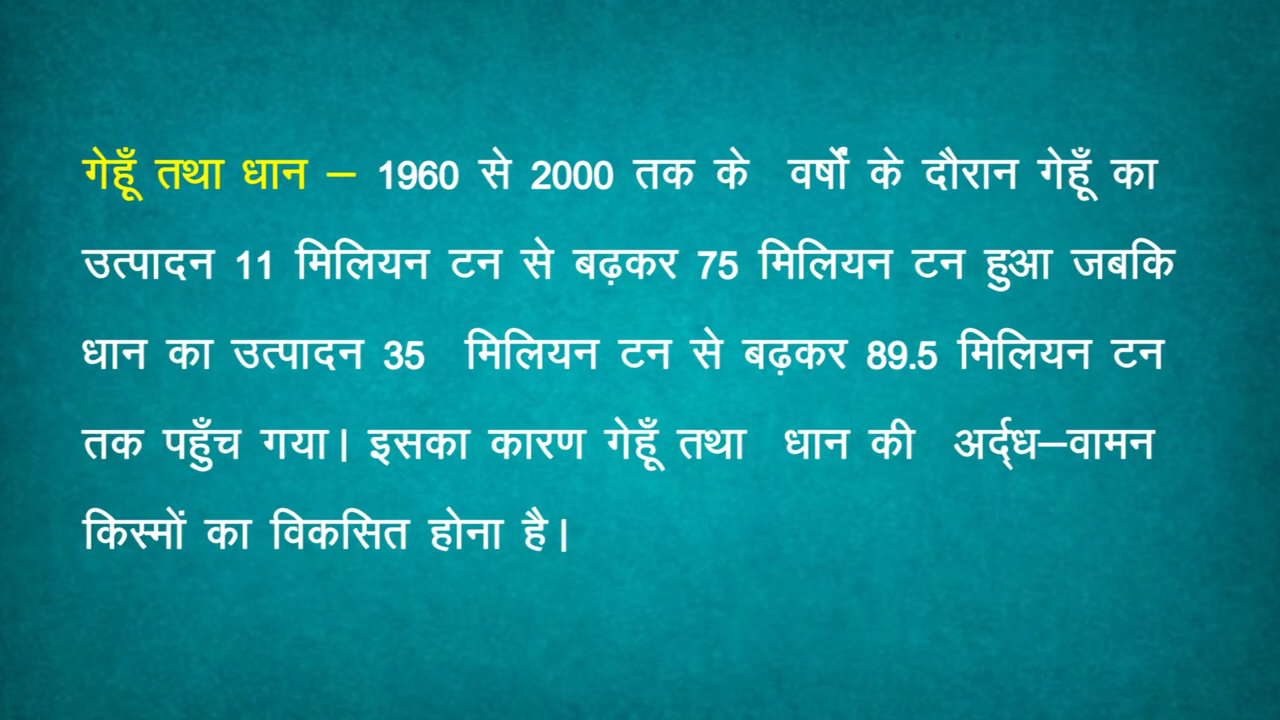 गेहूँ तथा धान – 1960 से 2000 तक के वर्षों के दौरान गेहूँ का
उत्पादन 11 मिलियन टन से बढ़कर 75 मिलियन टन हुआ जबकि
धान का उत्पादन 35 मिलियन टन से बढ़कर 89.5 मिलियन टन
तक पहुँच गया। इसका कारण गेहूँ तथा धान की अर्द्ध–वामन
किस्मों का विकसित होना है।